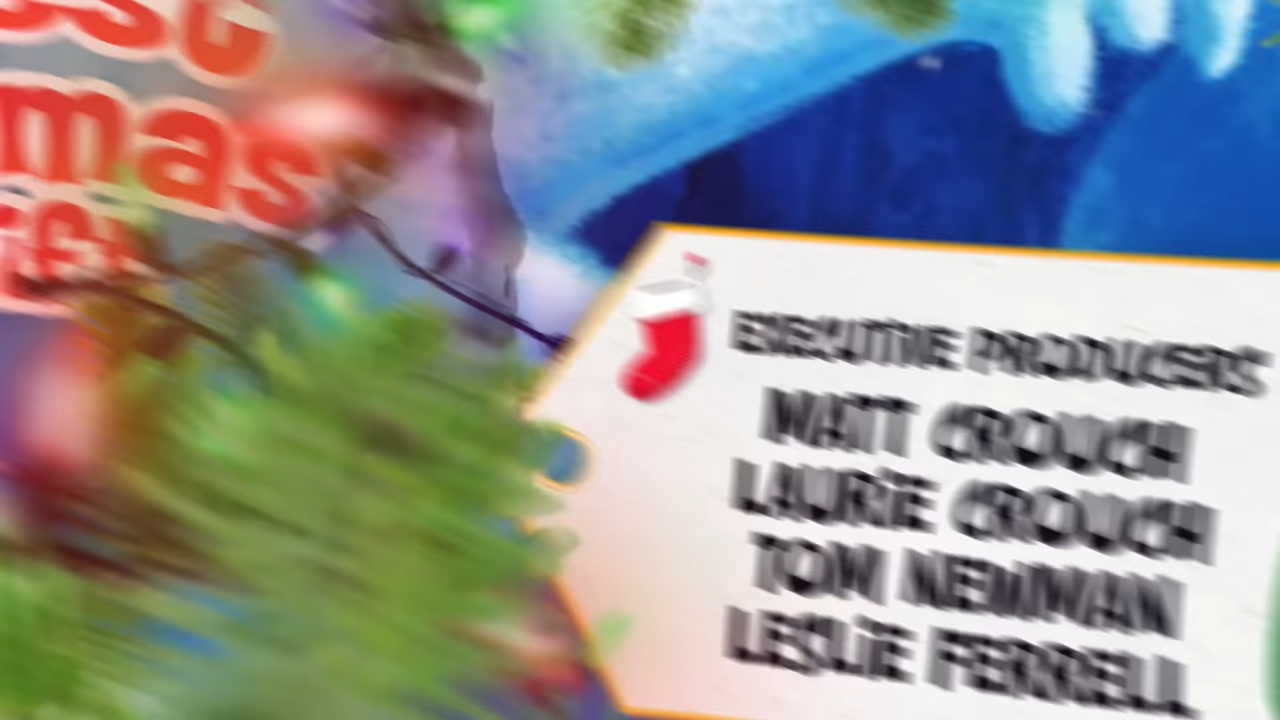 mas
EXECUTIVE PRODUCERS
MATT CROUCH
LAURIE CROUCH
TOM NEWMAN
LESLIE FERRELL